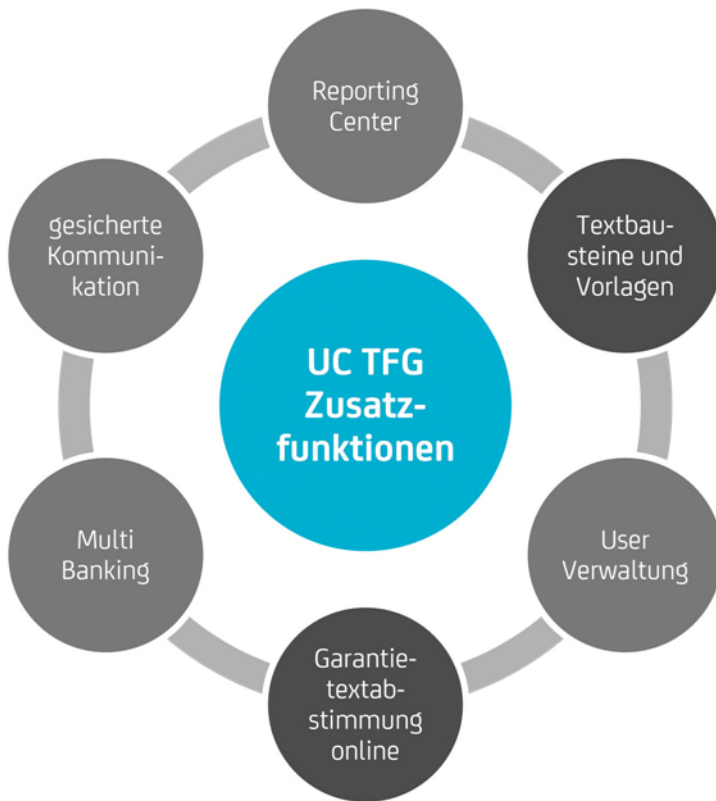 Reporting
Center
gesicherte
Kommuni-
kation
Textbau-
steine und
Vorlagen
UC TFG
Zusatz-
funktionen
Multi
Banking
User
Verwaltung
Garantie-
textab-
stimmung
online